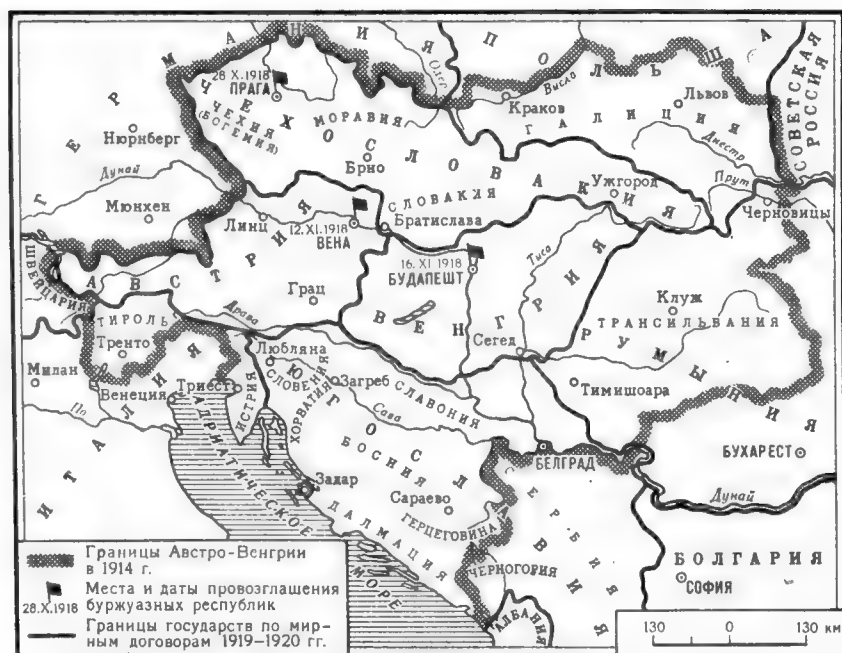 ГЕРМАНИЯ
ПОЛЬША
СОВЕТСКАЯ
РОССИЯ
28 X.1918
ПРАГА
Одер
Висла
Краков
Львов
ГАЛИЦИЯ
ЧЕХОСЛОВАКИЯ
ЧЕХИЯ
(БОГЕМИЯ)
МОРАВИЯ
Нюрнберг
Брно
Днестр
Дунай
СЛОВАКИЯ
Ужгород
Прут
Мюнхен
Линц
12.XI.1918
ВЕНА
Братислава
Черновицы
ШВЕЙЦАРИЯ
АВСТРИЯ
16.XI 1918
БУДАПЕШТ
Тиса
Грац
ВЕНГРИЯ
Клуж
ТРАНСИЛЬВАНИЯ
ТИРОЛЬ
Драва
Тренто
Сегед
РУМЫНИЯ
Милан
Любляна
ЮГОСЛАВИЯ
СЛОВЕНИЯ
Загреб
Тимишоара
Венеция
Триест
СЛАВОНИЯ
По
ИСТРИЯ
ХОРВАТИЯ
Сава
ИТАЛИЯ
АДРИАТИЧЕСКОЕ
МОРЕ
БОСНИЯ
БЕЛГРАД
БУХАРЕСТ
Задар
Сараево
СЕРБИЯ
Дунай
ДАЛМАЦИЯ
ГЕРЦЕГОВИНА
ЧЕРНОГОРИЯ
БОЛГАРИЯ
СОФИЯ
АЛБАНИЯ
Границы Австро-Венгрии
в 1914 г.
Места и даты провозглашения
28.X.1918 буржуазных республик
Границы государств по мир-
ным договорам 1919–1920 гг.
130 0 130 км